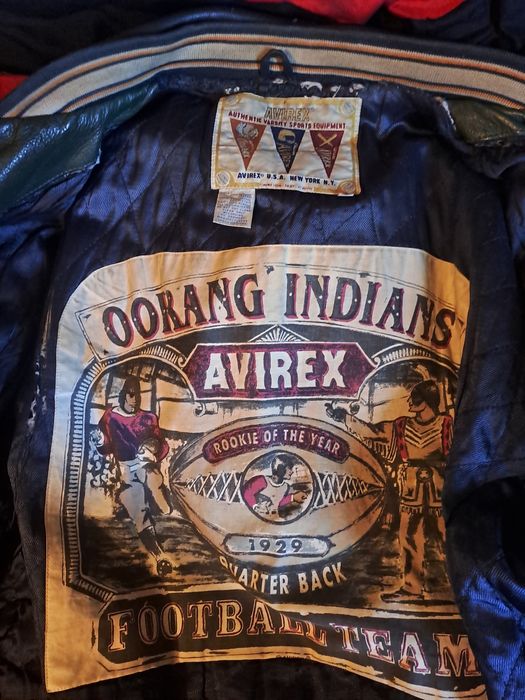 AVIREX
AUTHENTIC VARSITY SPORTS EQUIPMENT
AVIREX® U.S.A. NEW YORK N.Y.
OORANG INDIANS
AVIREX
ROOKIE OF THE YEAR
1929
QUARTER BACK
FOOTBALL TEAM